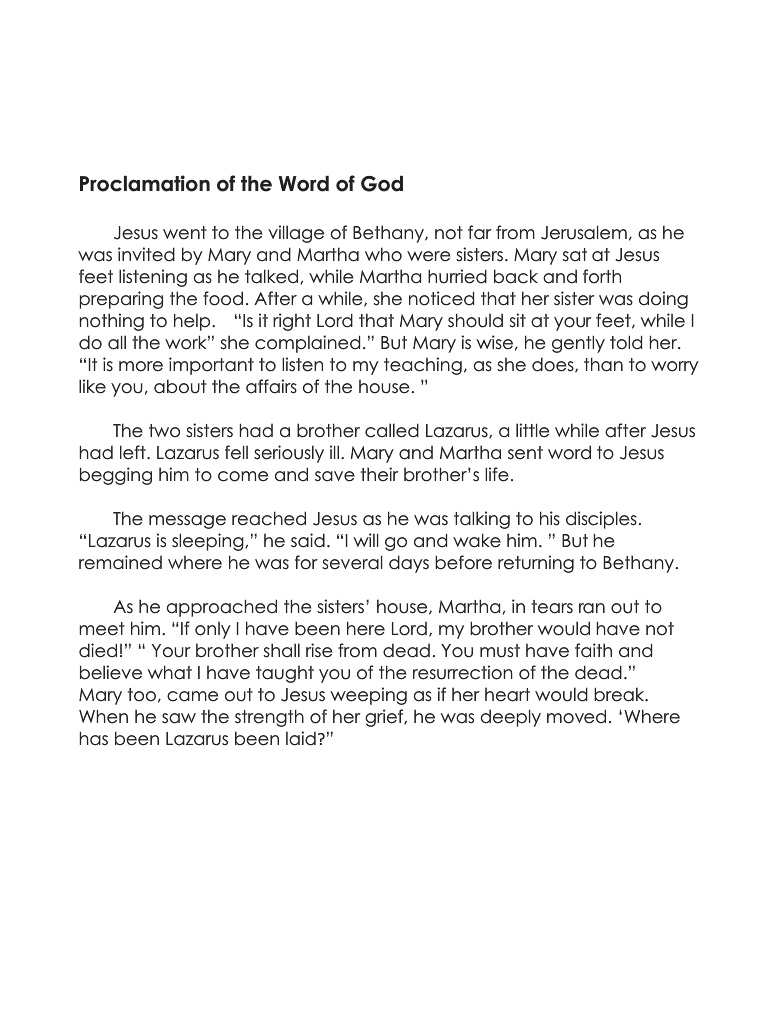 Proclamation of the Word of God
Jesus went to the village of Bethany, not far from Jerusalem, as he
was invited by Mary and Martha who were sisters. Mary sat at Jesus
feet listening as he talked, while Martha hurried back and forth
preparing the food. After a while, she noticed that her sister was doing
nothing to help.   “Is it right Lord that Mary should sit at your feet, while I
do all the work” she complained.” But Mary is wise, he gently told her.
“It is more important to listen to my teaching, as she does, than to worry
like you, about the affairs of the house. ”
The two sisters had a brother called Lazarus, a little while after Jesus
had left. Lazarus fell seriously ill. Mary and Martha sent word to Jesus
begging him to come and save their brother’s life.
The message reached Jesus as he was talking to his disciples.
“Lazarus is sleeping,” he said. “I will go and wake him. ” But he
remained where he was for several days before returning to Bethany.
As he approached the sisters’ house, Martha, in tears ran out to
meet him. “If only I have been here Lord, my brother would have not
died!” “ Your brother shall rise from dead. You must have faith and
believe what I have taught you of the resurrection of the dead.”
Mary too, came out to Jesus weeping as if her heart would break.
When he saw the strength of her grief, he was deeply moved. ‘Where
has been Lazarus been laid?”